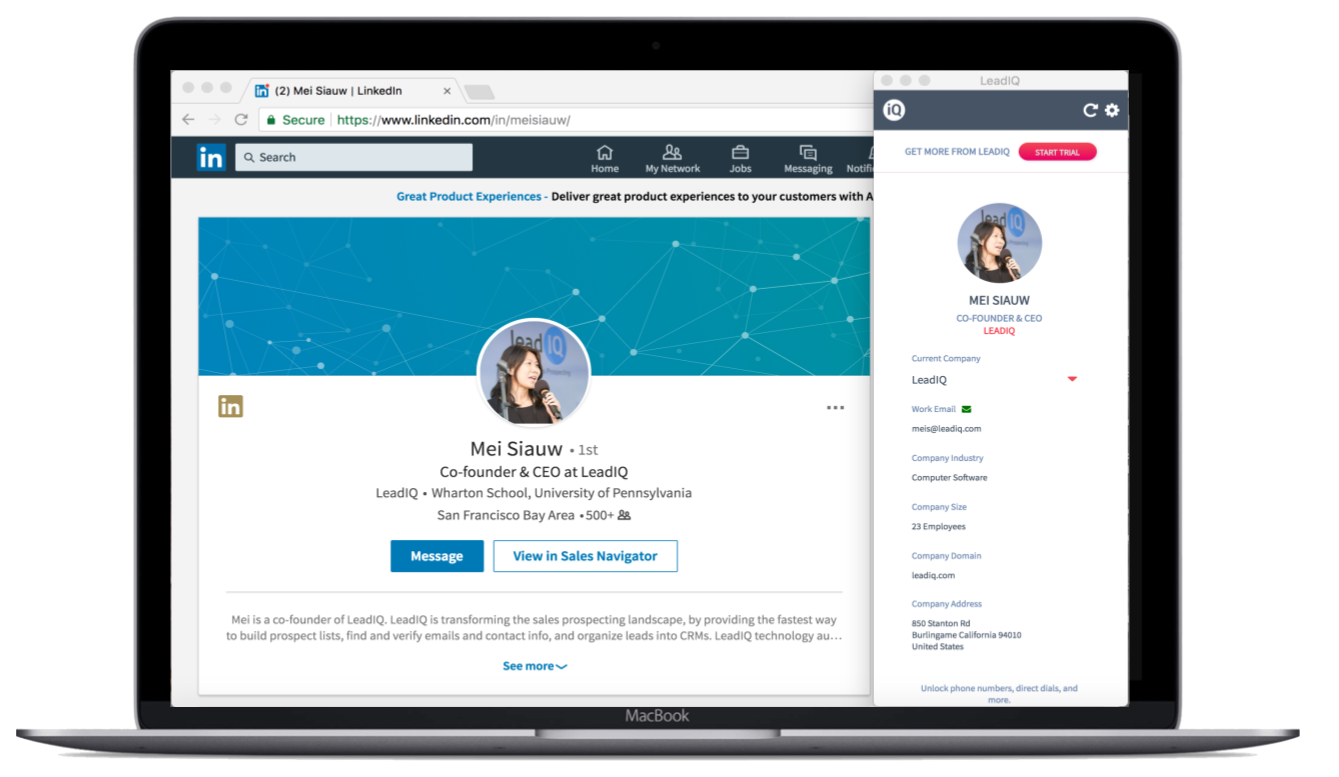 (2) Mei Siauw | LinkedIn
LeadIQ
Secure | https://www.linkedin.com/in/meisiauw/
iQ
in
Search
Home
My Network
Jobs
Messaging
Notifi
GET MORE FROM LEADIQ
START TRIAL
Great Product Experiences - Deliver great product experiences to your customers with A
lead IQ
in
Mei Siauw • 1st
Co-founder & CEO at LeadIQ
LeadIQ • Wharton School, University of Pennsylvania
San Francisco Bay Area • 500+
Message
View in Sales Navigator
Mei is a co-founder of LeadIQ. LeadIQ is transforming the sales prospecting landscape, by providing the fastest way
to build prospect lists, find and verify emails and contact info, and organize leads into CRMs. LeadIQ technology au...
See more
lead IQ
MEI SIAUW
CO-FOUNDER & CEO
LEADIQ
Current Company
LeadIQ
Work Email
meis@leadiq.com
Company Industry
Computer Software
Company Size
23 Employees
Company Domain
leadiq.com
Company Address
850 Stanton Rd
Burlingame California 94010
United States
Unlock phone numbers, direct dials, and
more.
MacBook